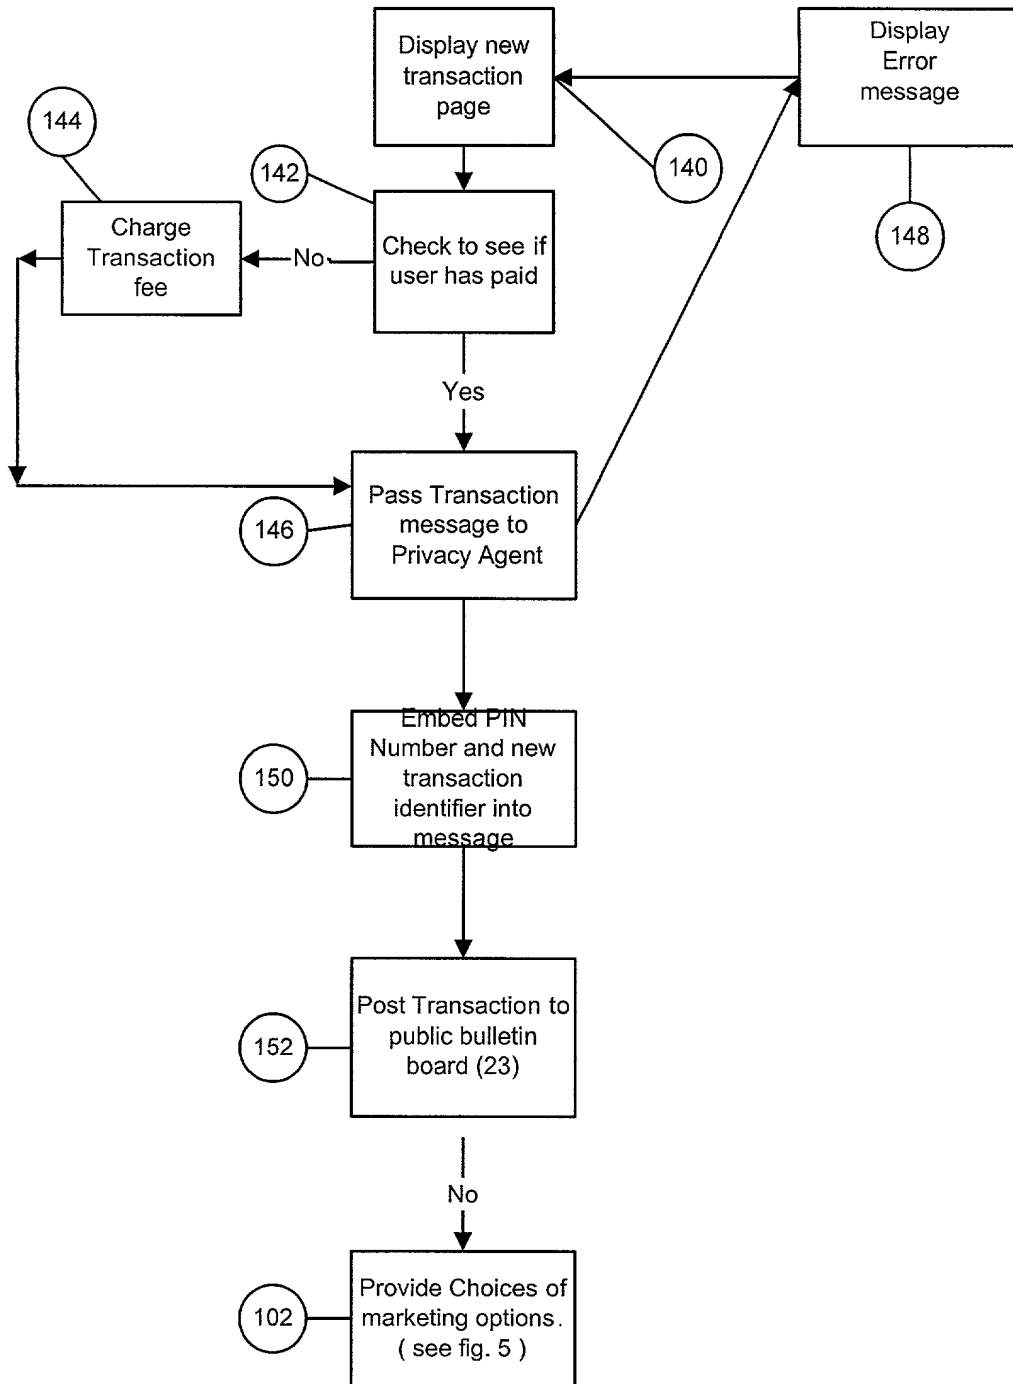 Display new
transaction
page
Display
Error
message
144
142
140
148
Charge
Transaction
fee
No
Check to see if
user has paid
Yes
Pass Transaction
message to
Privacy Agent
146
Embed PIN
Number and new
transaction
identifier into
message
150
Post Transaction to
public bulletin
board (23)
152
No
Provide Choices of
marketing options.
( see fig. 5 )
102